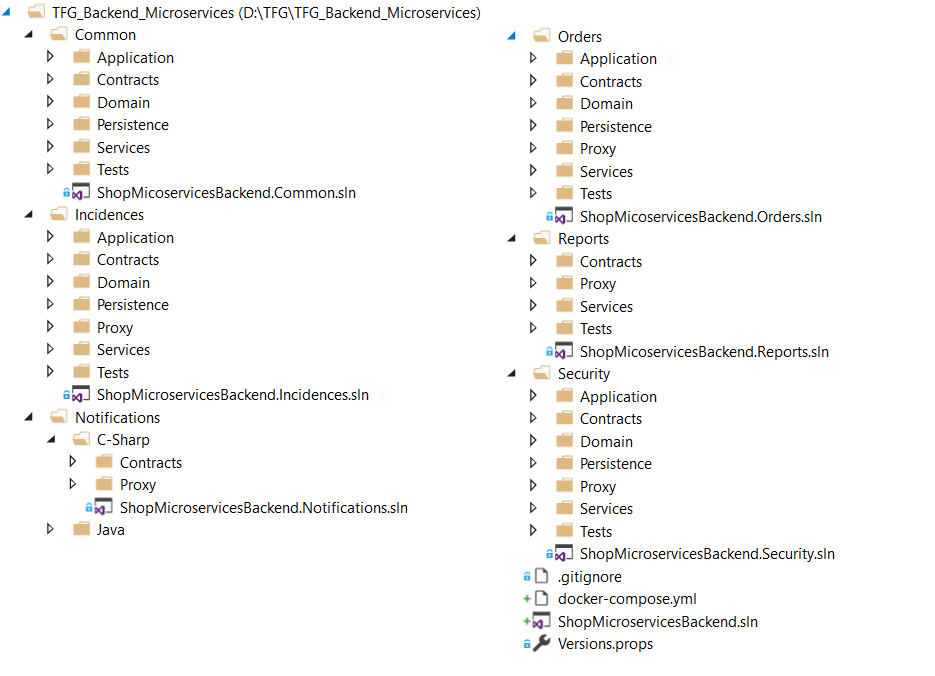 TFG_Backend_Microservices (D:\TFG\TFG_Backend_Microservices)
Common
Application
Contracts
Domain
Persistence
Services
Tests
ShopMicoservicesBackend.Common.sln
Incidences
Application
Contracts
Domain
Persistence
Proxy
Services
Tests
ShopMicroservicesBackend.Incidences.sln
Notifications
C-Sharp
Contracts
Proxy
ShopMicroservicesBackend.Notifications.sln
Java
Orders
Application
Contracts
Domain
Persistence
Proxy
Services
Tests
ShopMicoservicesBackend.Orders.sln
Reports
Contracts
Proxy
Services
Tests
ShopMicoservicesBackend.Reports.sln
Security
Application
Contracts
Domain
Persistence
Proxy
Services
Tests
ShopMicroservicesBackend.Security.sln
.gitignore
docker-compose.yml
ShopMicroservicesBackend.sln
Versions.props